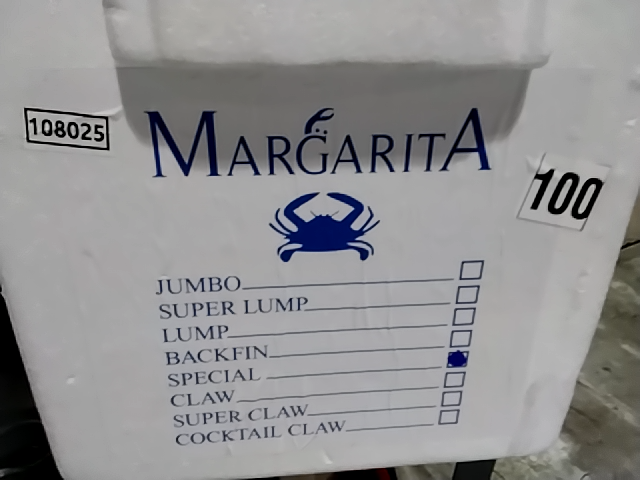 108025
MARGARITA
100
JUMBO
SUPER LUMP
LUMP
BACKFIN
SPECIAL
CLAW
SUPER CLAW
COCKTAIL CLAW